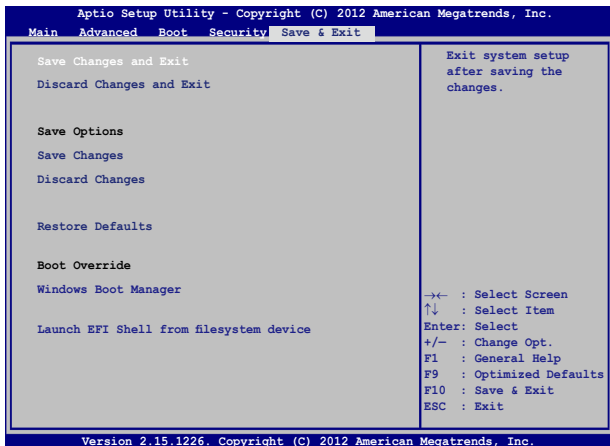 Aptio Setup Utility - Copyright (C) 2012 American Megatrends, Inc.
Main Advanced Boot Security Save & Exit
Save Changes and Exit
Discard Changes and Exit
Save Options
Save Changes
Discard Changes
Restore Defaults
Boot Override
Windows Boot Manager
Launch EFI Shell from filesystem device
Exit system setup
after saving the
changes.
→← : Select Screen
↑↓ : Select Item
Enter: Select
+/— : Change Opt.
F1 : General Help
F9 : Optimized Defaults
F10 : Save & Exit
ESC : Exit
Version 2.15.1226. Copyright (C) 2012 American Megatrends, Inc.